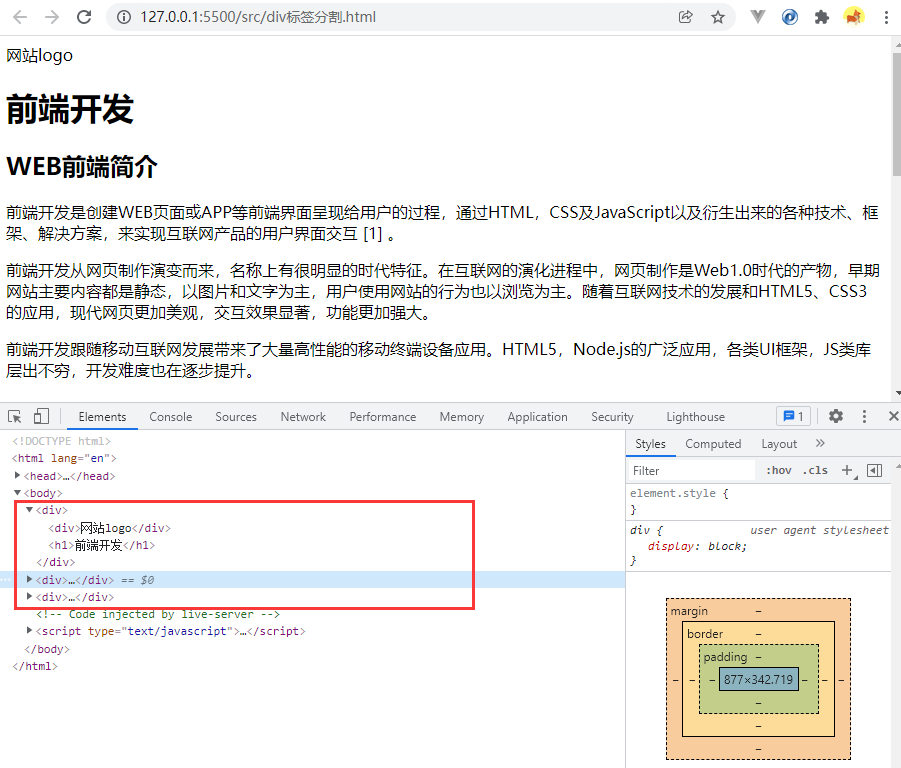 127.0.0.1:5500/src/div标签分割.html
网站logo
前端开发
WEB前端简介
前端开发是创建WEB页面或APP等前端界面呈现给用户的过程，通过HTML，CSS及JavaScript以及衍生出来的各种技术、框
架、解决方案，来实现互联网产品的用户界面交互 [1] 。
前端开发从网页制作演变而来，名称上有很明显的时代特征。在互联网的演化进程中，网页制作是Web1.0时代的产物，早期
网站主要内容都是静态，以图片和文字为主，用户使用网站的行为也以浏览为主。随着互联网技术的发展和HTML5、CSS3
的应用，现代网页更加美观，交互效果显著，功能更加强大。
前端开发跟随移动互联网发展带来了大量高性能的移动终端设备应用。HTML5，Node.js的广泛应用，各类UI框架，JS类库
层出不穷，开发难度也在逐步提升。
Elements Console Sources Network Performance Memory Application Security Lighthouse 1
<!DOCTYPE html>
<html lang="en">
<head>…</head>
<body>
<div>
<div>网站logo</div>
<h1>前端开发</h1>
</div>
<div>…</div> == $0
<div>…</div>
<!-- Code injected by live-server -->
<script type="text/javascript">…</script>
</body>
</html>
Styles Computed Layout »
Filter :hov .cls +
element.style {
}
div { user agent stylesheet
display: block;
}
margin –
border –
padding –
– – – 877×342.719 – – –
–
–
–